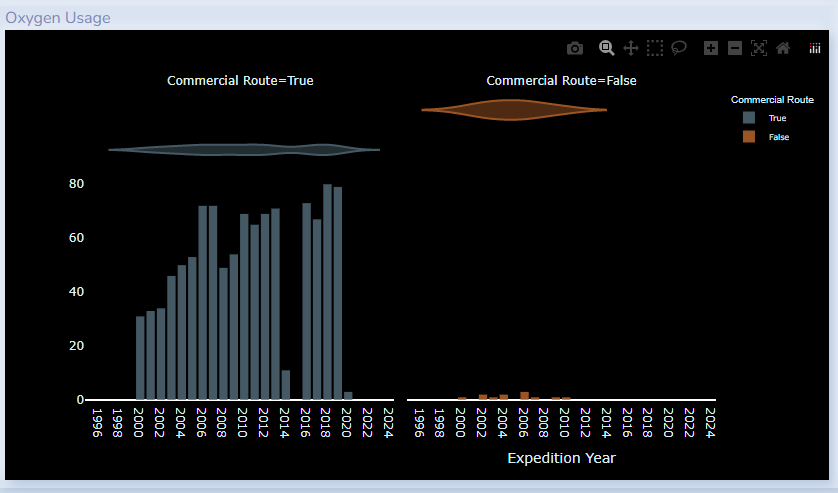 Oxygen Usage
Commercial Route=True
Commercial Route=False
Commercial Route
True
False
80
60
40
20
0
1996 1998 2000 2002 2004 2006 2008 2010 2012 2014 2016 2018 2020 2022 2024
1996 1998 2000 2002 2004 2006 2008 2010 2012 2014 2016 2018 2020 2022 2024
Expedition Year